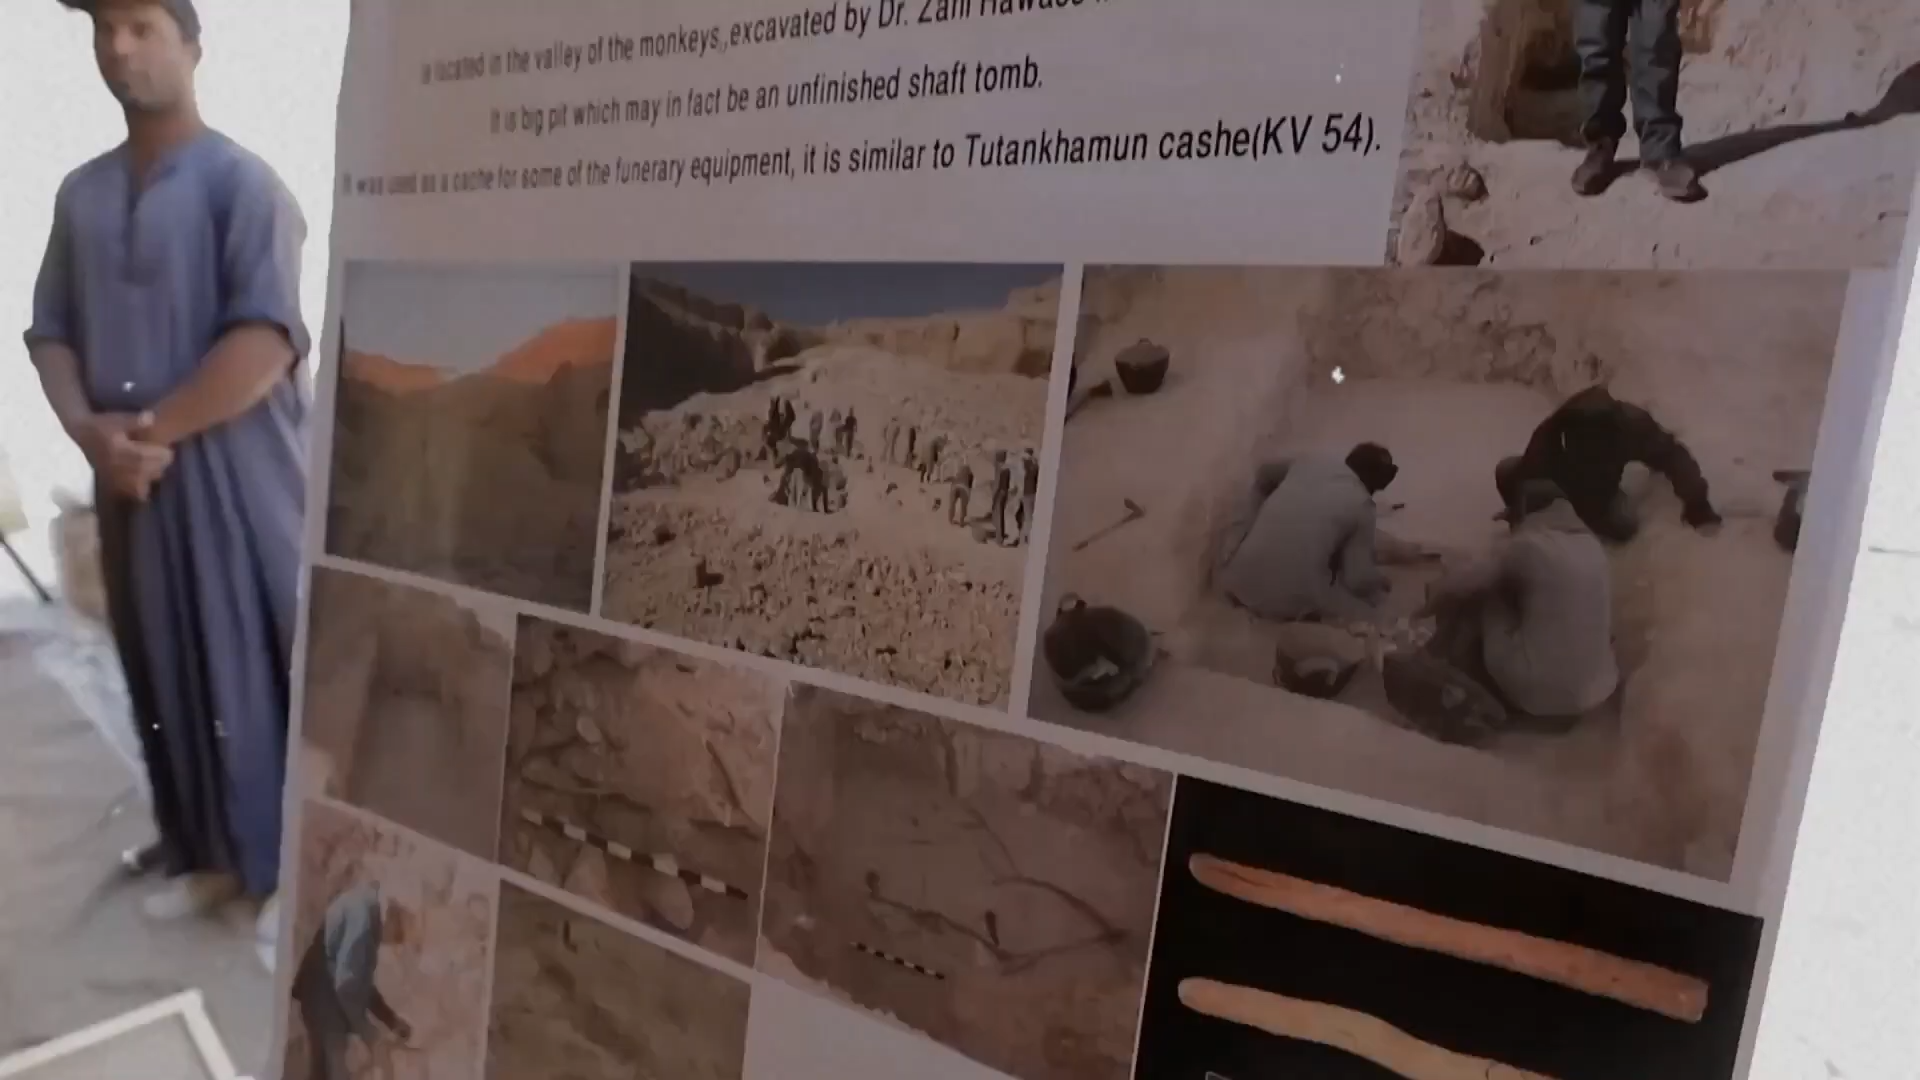 is located in the valley of the monkeys,,excavated by Dr. Zahi Hawass
It is big pit which may in fact be an unfinished shaft tomb.
It was used as a cache for some of the funerary equipment, it is similar to Tutankhamun cashe(KV 54).